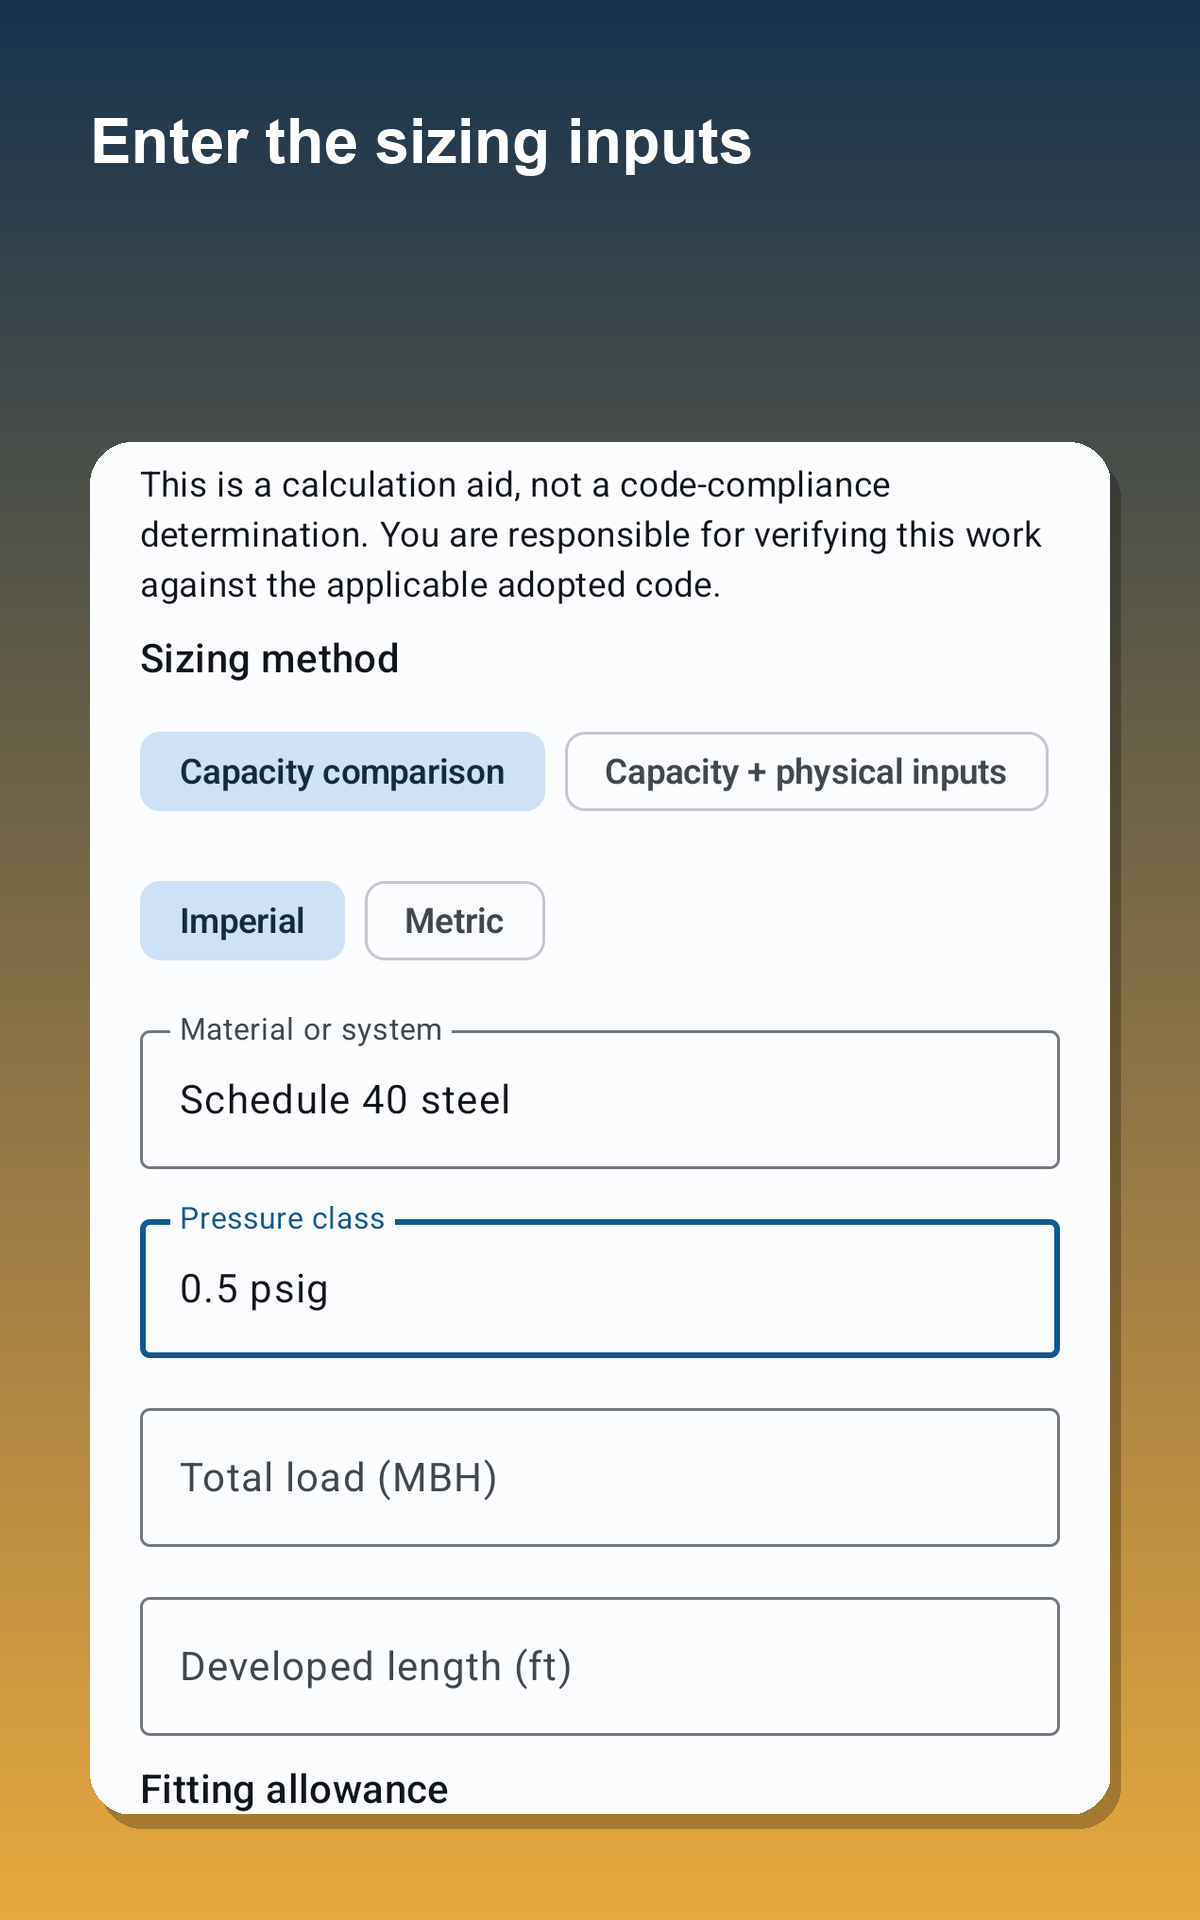 Enter the sizing inputs
This is a calculation aid, not a code-compliance
determination. You are responsible for verifying this work
against the applicable adopted code.
Sizing method
Capacity comparison
Capacity + physical inputs
Imperial
Metric
Material or system
Schedule 40 steel
Pressure class
0.5 psig
Total load (MBH)
Developed length (ft)
Fitting allowance